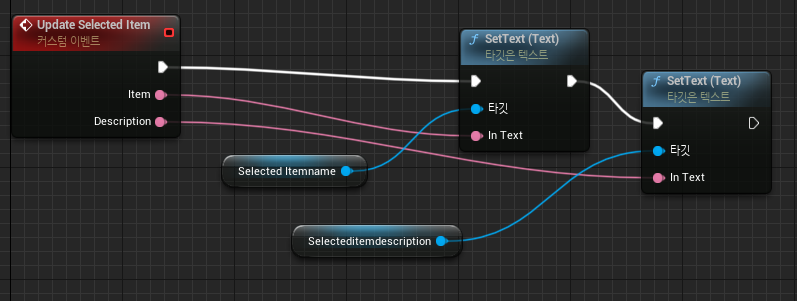 Update Selected Item
커스텀 이벤트
Item
Description
SetText (Text)
타깃은 텍스트
타깃
In Text
SetText (Text)
타깃은 텍스트
타깃
In Text
Selected Itemname
Selecteditemdescription